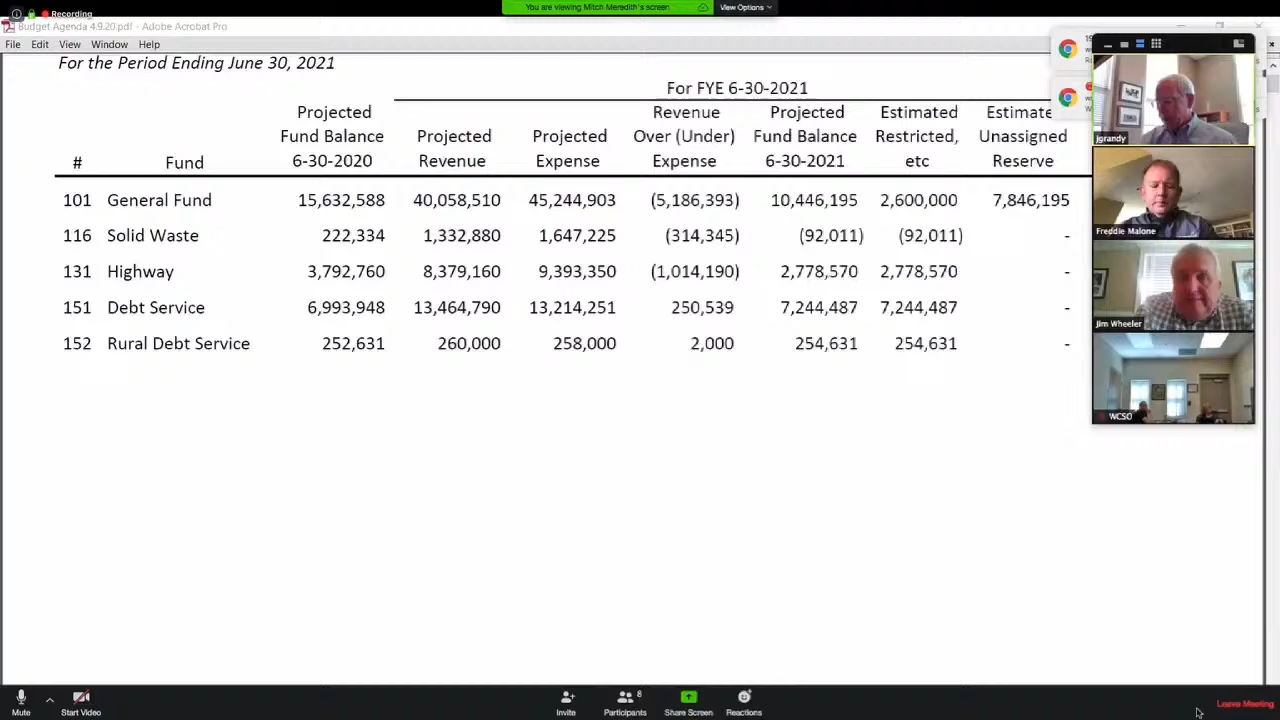 Recording
You are viewing Mitch Meredith's screen
View Options
Budget Agenda 4.9.20.pdf - Adobe Acrobat Pro
File Edit View Window Help
For the Period Ending June 30, 2021
For FYE 6-30-2021
Projected Revenue Projected Estimated Estimated
Fund Balance Projected Projected Over (Under) Fund Balance Restricted, Unassigned
# Fund 6-30-2020 Revenue Expense Expense 6-30-2021 etc Reserve
101 General Fund 15,632,588 40,058,510 45,244,903 (5,186,393) 10,446,195 2,600,000 7,846,195
116 Solid Waste 222,334 1,332,880 1,647,225 (314,345) (92,011) (92,011) -
131 Highway 3,792,760 8,379,160 9,393,350 (1,014,190) 2,778,570 2,778,570 -
151 Debt Service 6,993,948 13,464,790 13,214,251 250,539 7,244,487 7,244,487 -
152 Rural Debt Service 252,631 260,000 258,000 2,000 254,631 254,631 -
jgrandy
Freddie Malone
Jim Wheeler
WCSO
Mute
Start Video
Invite
Participants 8
Share Screen
Reactions
Leave Meeting